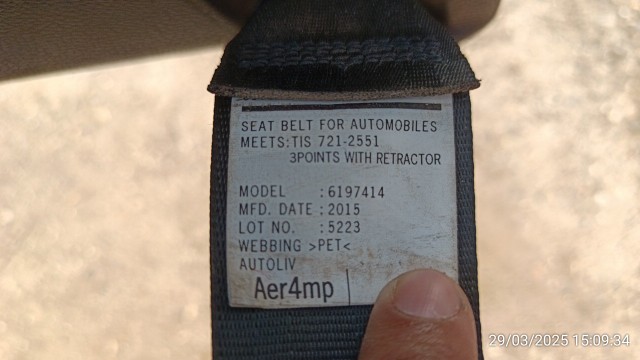 SEAT BELT FOR AUTOMOBILES
MEETS:TIS 721-2551
3POINTS WITH RETRACTOR
MODEL : 6197414
MFD. DATE : 2015
LOT NO. : 5223
WEBBING >PET<
AUTOLIV
Aer4mp
29/03/2025 15:09:34